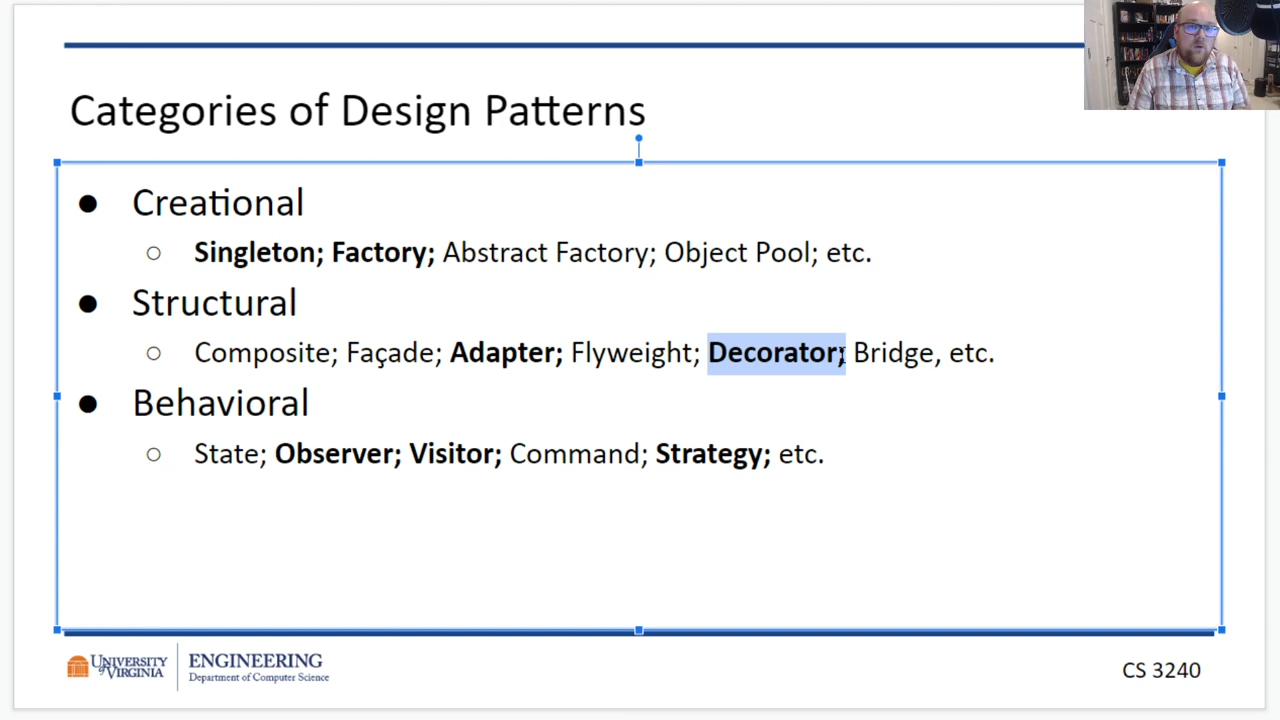 Categories of Design Patterns
● Creational
○ Singleton; Factory; Abstract Factory; Object Pool; etc.
● Structural
○ Composite; Façade; Adapter; Flyweight; Decorator; Bridge, etc.
● Behavioral
○ State; Observer; Visitor; Command; Strategy; etc.
UNIVERSITY of VIRGINIA
ENGINEERING
Department of Computer Science
CS 3240